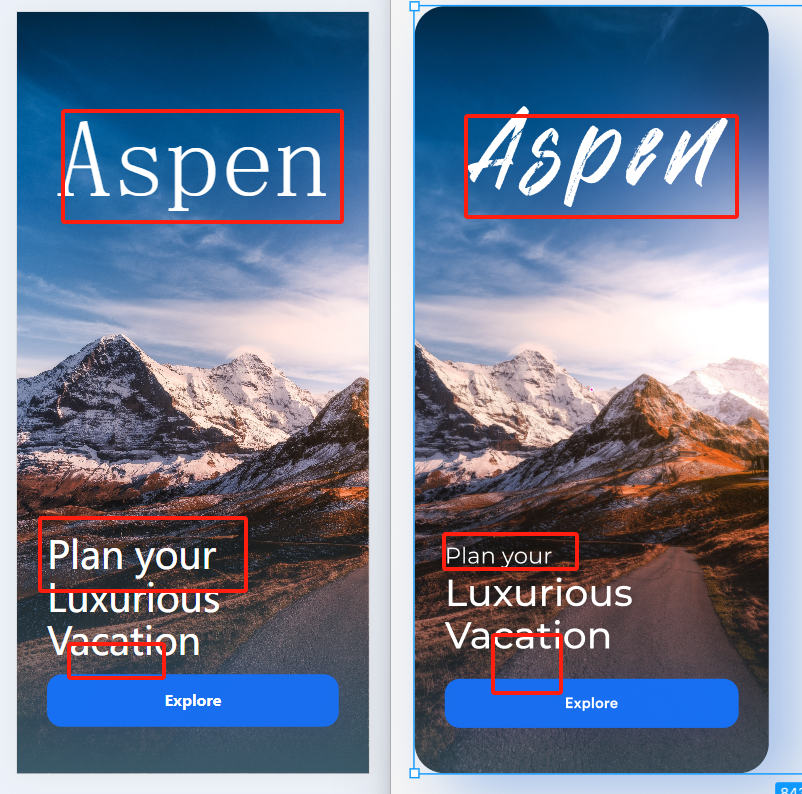 Aspen
Plan your
Luxurious
Vacation
Explore
Aspen
Plan your
Luxurious
Vacation
Explore